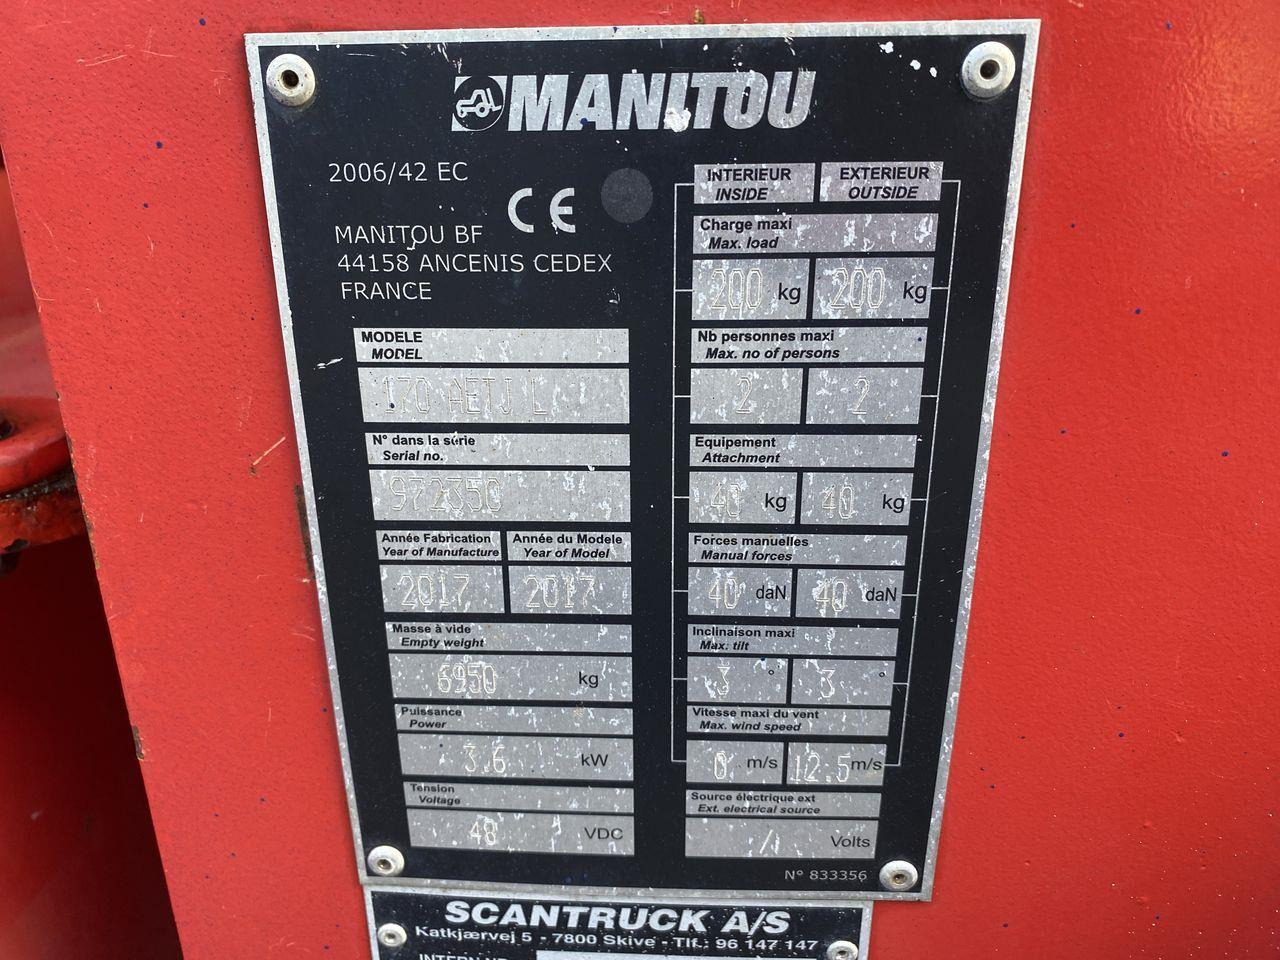 MANITOU
2006/42 EC
CE
MANITOU BF
44158 ANCENIS CEDEX
FRANCE
MODELE
MODEL
170 AETJ L
N° dans la série
Serial no.
972350
Année Fabrication
Year of Manufacture
2017
Année du Modele
Year of Model
2017
Masse à vide
Empty weight
6950 kg
Puissance
Power
3.6 kW
Tension
Voltage
48 VDC
INTERIEUR
INSIDE
EXTERIEUR
OUTSIDE
Charge maxi
Max. load
200 kg 200 kg
Nb personnes maxi
Max. no of persons
2 2
Equipement
Attachment
40 kg 40 kg
Forces manuelles
Manual forces
40 daN 40 daN
Inclinaison maxi
Max. tilt
3 ° 3 °
Vitesse maxi du vent
Max. wind speed
0 m/s 12.5 m/s
Source électrique ext
Ext. electrical source
/ Volts
N° 833356
SCANTRUCK A/S
Katkjærvej 5 - 7800 Skive - Tlf.: 96 147 147